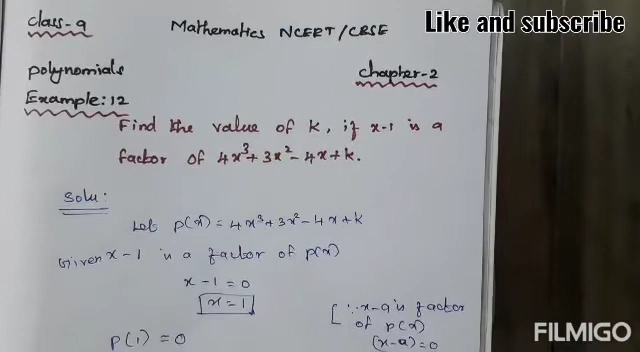 Like and subscribe
class-9 Mathematics NCERT/CBSE
polynomials chapter-2
Example:12
Find the value of k, if x-1 is a
factor of 4x³+3x²-4x+k.
Solu:
Let p(x) = 4x³+3x²-4x+k
Given x-1 is a factor of p(x)
x-1=0
x=1
[∵x-a is factor
of p(x)
(x-a)=0
p(1)=0
FILMIGO